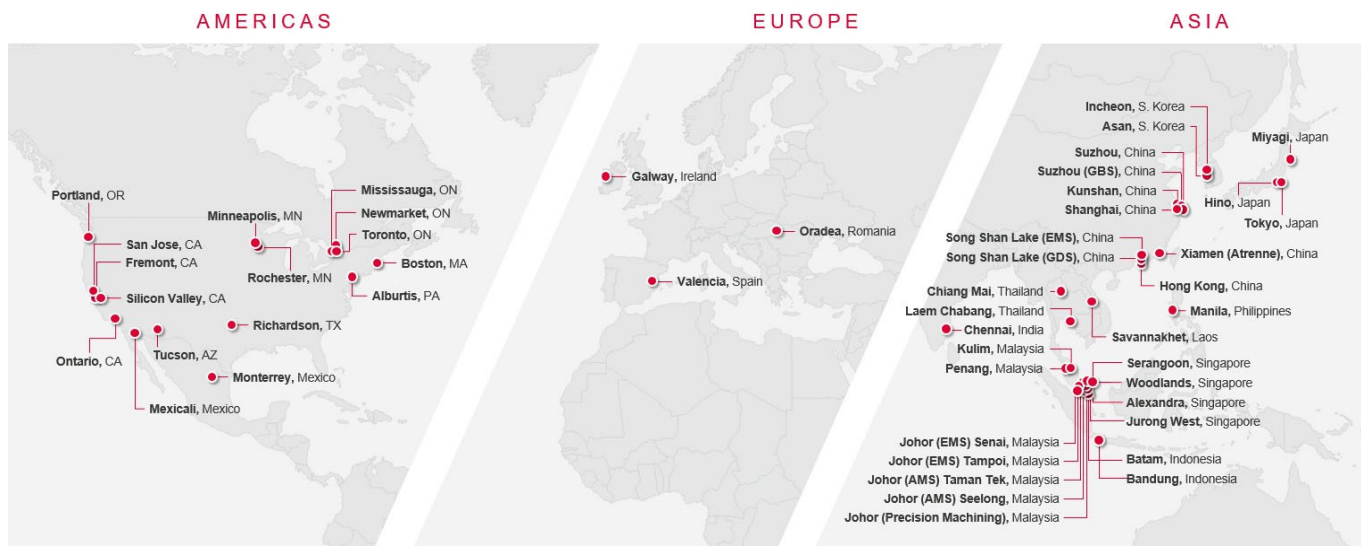 AMERICAS
Portland, OR
San Jose, CA
Fremont, CA
Silicon Valley, CA
Ontario, CA
Tucson, AZ
Mexicali, Mexico
Monterrey, Mexico
Richardson, TX
Minneapolis, MN
Rochester, MN
Mississauga, ON
Newmarket, ON
Toronto, ON
Boston, MA
Alburtis, PA
EUROPE
Galway, Ireland
Oradea, Romania
Valencia, Spain
ASIA
Incheon, S. Korea
Asan, S. Korea
Miyagi, Japan
Suzhou, China
Suzhou (GBS), China
Kunshan, China
Shanghai, China
Hino, Japan
Tokyo, Japan
Song Shan Lake (EMS), China
Song Shan Lake (GDS), China
Xiamen (Atrenne), China
Hong Kong, China
Chiang Mai, Thailand
Laem Chabang, Thailand
Chennai, India
Kulim, Malaysia
Penang, Malaysia
Manila, Philippines
Savannakhet, Laos
Serangoon, Singapore
Woodlands, Singapore
Alexandra, Singapore
Jurong West, Singapore
Johor (EMS) Senai, Malaysia
Johor (EMS) Tampoi, Malaysia
Johor (AMS) Taman Tek, Malaysia
Johor (AMS) Seelong, Malaysia
Johor (Precision Machining), Malaysia
Batam, Indonesia
Bandung, Indonesia